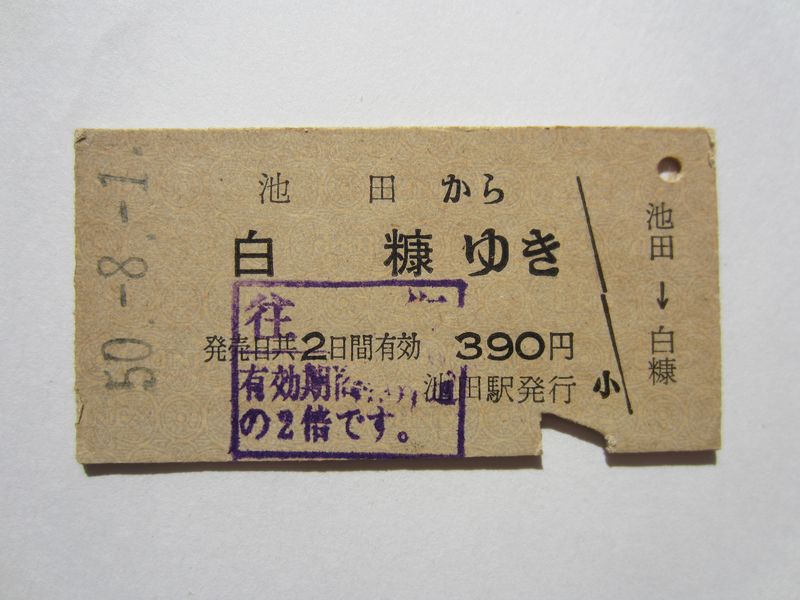 50.-8.-1.
池田から
白糠ゆき
発売日共2日間有効 390円
池田駅発行 小
池田→白糠
往
有効期
の2倍です。